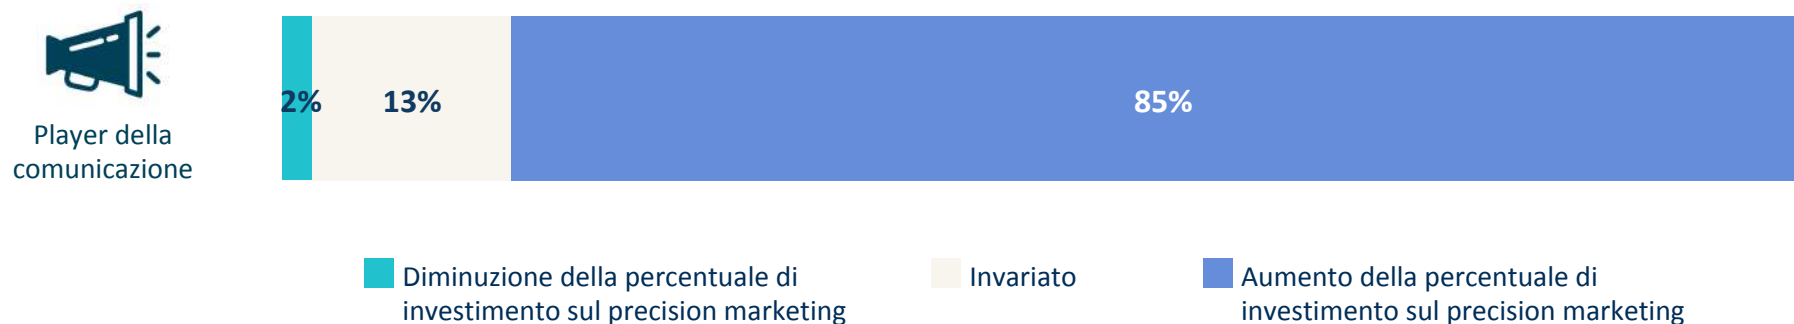 2%
13%
85%
Player della
comunicazione
Diminuzione della percentuale di
investimento sul precision marketing
Invariato
Aumento della percentuale di
investimento sul precision marketing